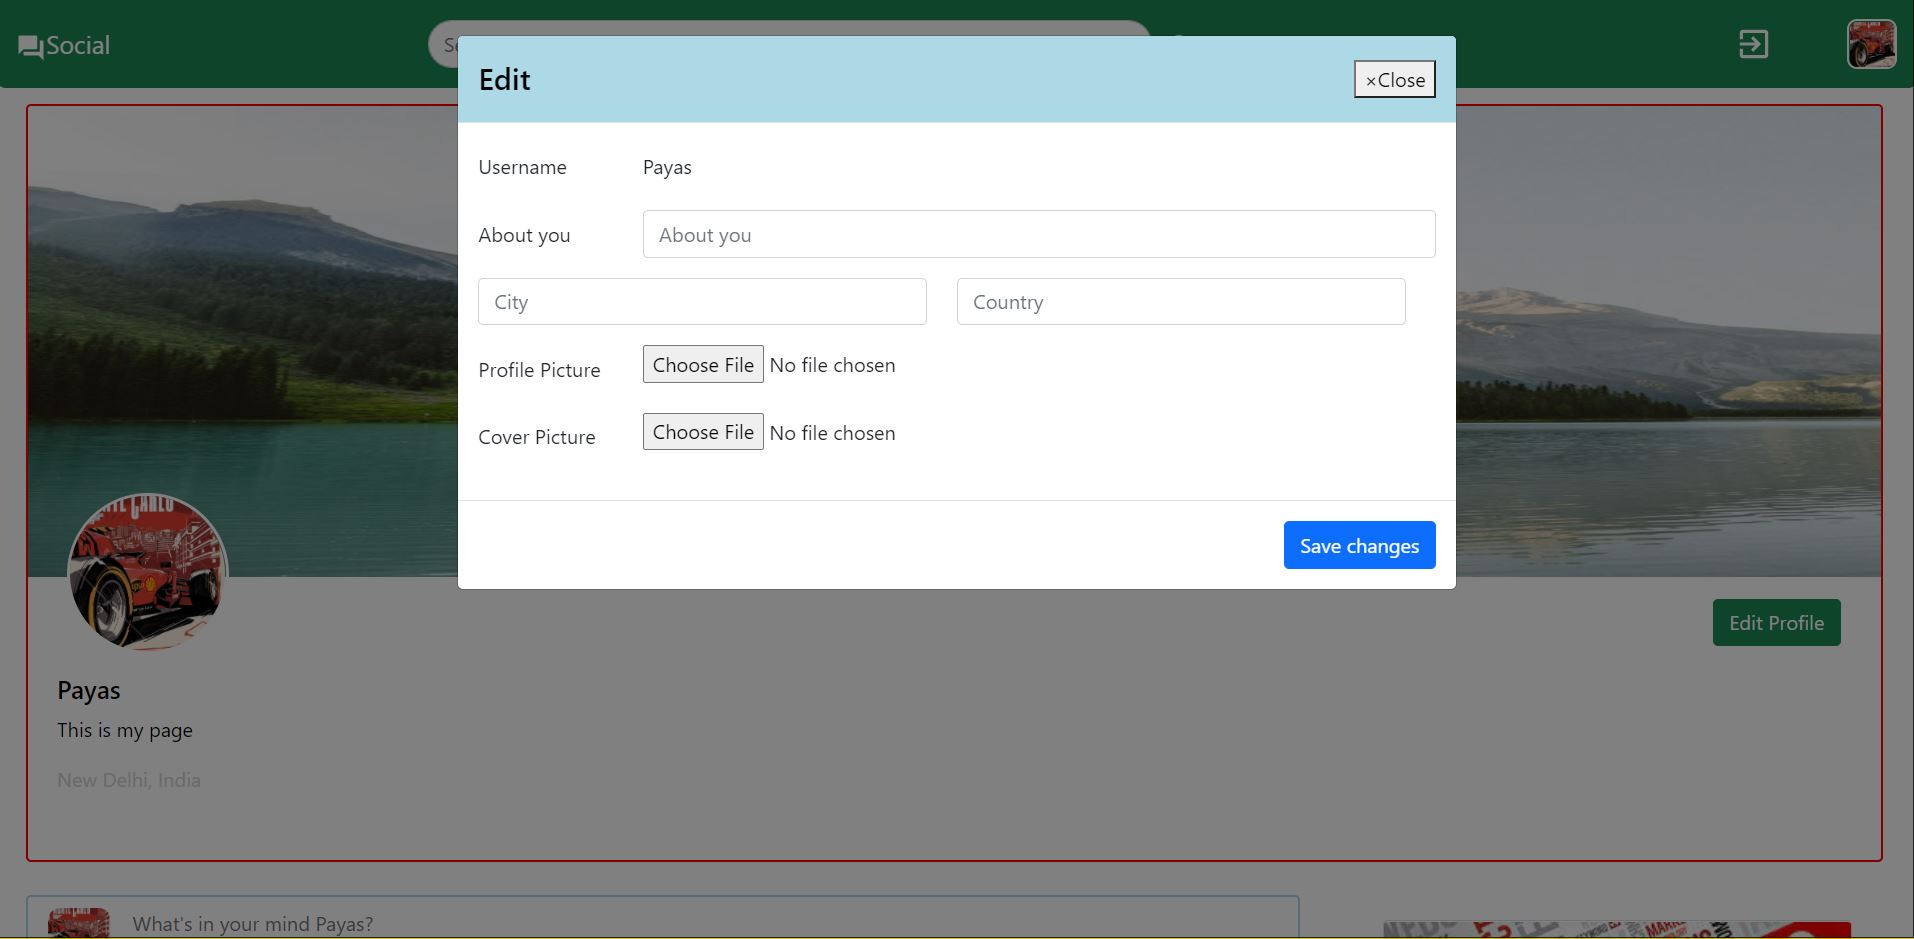 Social
Edit
×Close
Username Payas
About you About you
City Country
Profile Picture Choose File No file chosen
Cover Picture Choose File No file chosen
Save changes
Edit Profile
Payas
This is my page
New Delhi, India
What's in your mind Payas?